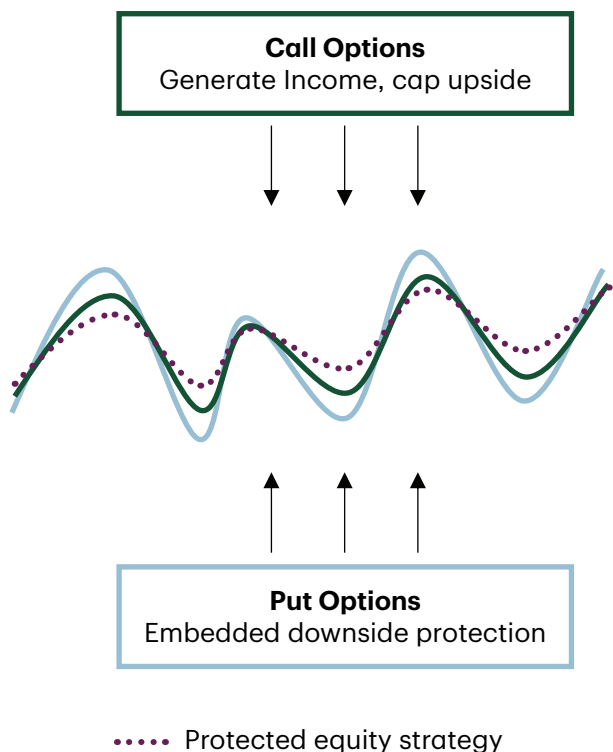 Call Options
Generate Income, cap upside
Put Options
Embedded downside protection
Protected equity strategy